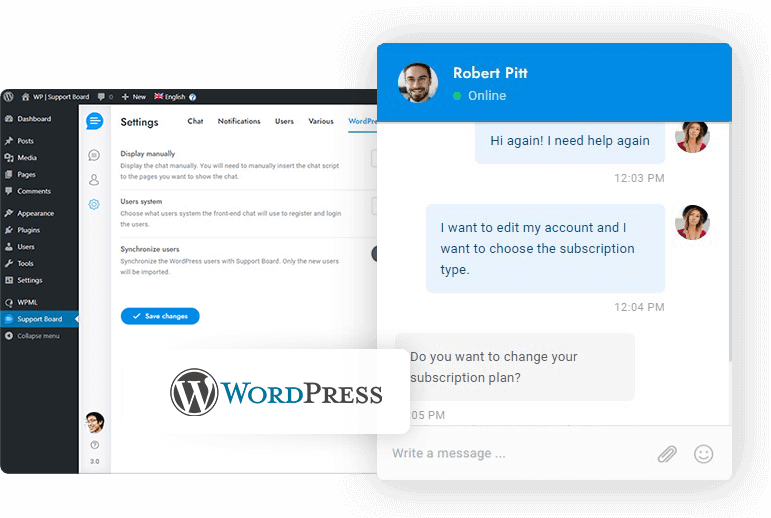 WP | Support Board 0 New English
Dashboard
Posts
Media
Pages
Comments
Appearance
Plugins
Users
Tools
Settings
WPML
Support Board
Collapse menu
3.0
Settings Chat Notifications Users Various
Display manually
Display the chat manually. You will need to manually insert the chat script
to the pages you want to show the chat.
Users system
Choose what users system the front-end chat will use to register and login
the users.
Synchronize users
Synchronize the WordPress users with Support Board. Only the new users
will be imported.
Save changes
WORDPRESS
Robert Pitt
Online
Hi again! I need help again
12:03 PM
I want to edit my account and I
want to choose the subscription
type.
12:04 PM
Do you want to change your
subscription plan?
05 PM
Write a message ...